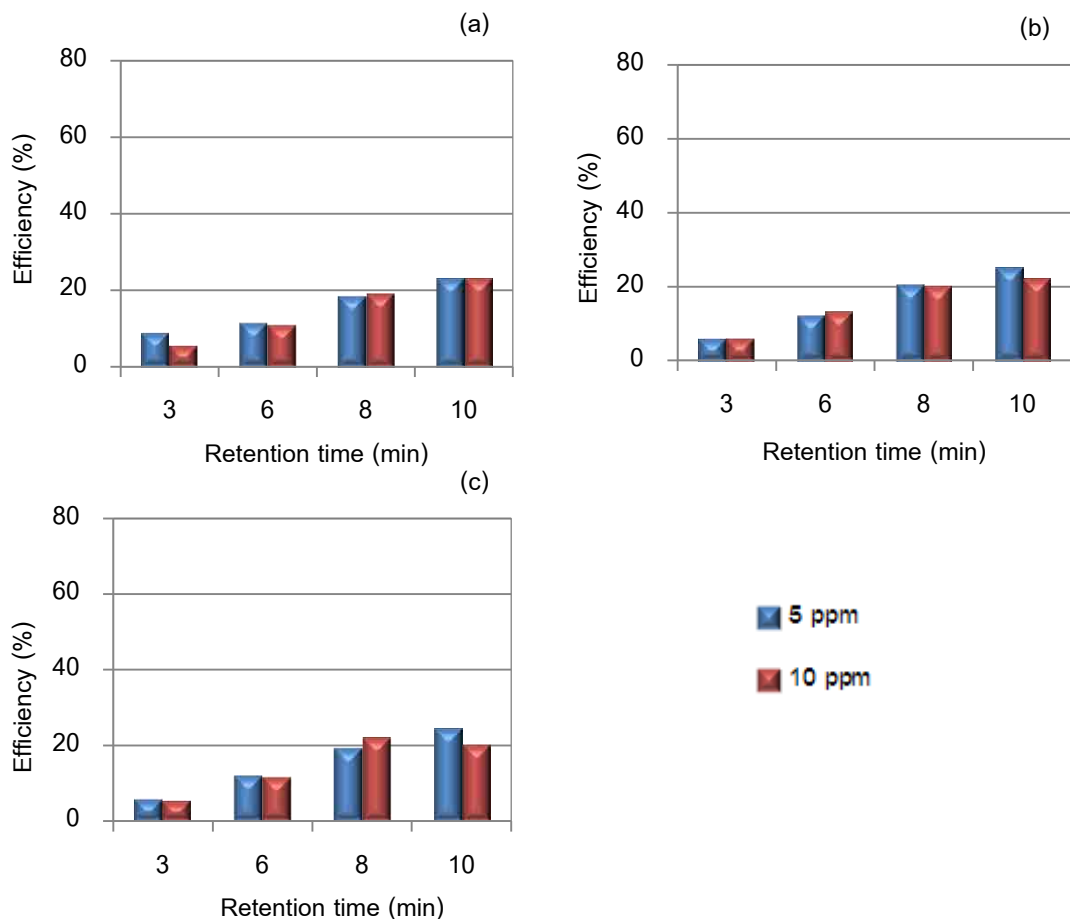 (a)
80
60
40
20
0
Efficiency (%)
3 6 8 10
Retention time (min)
(b)
80
60
40
20
0
Efficiency (%)
3 6 8 10
Retention time (min)
(c)
80
60
40
20
0
Efficiency (%)
3 6 8 10
Retention time (min)
5 ppm
10 ppm